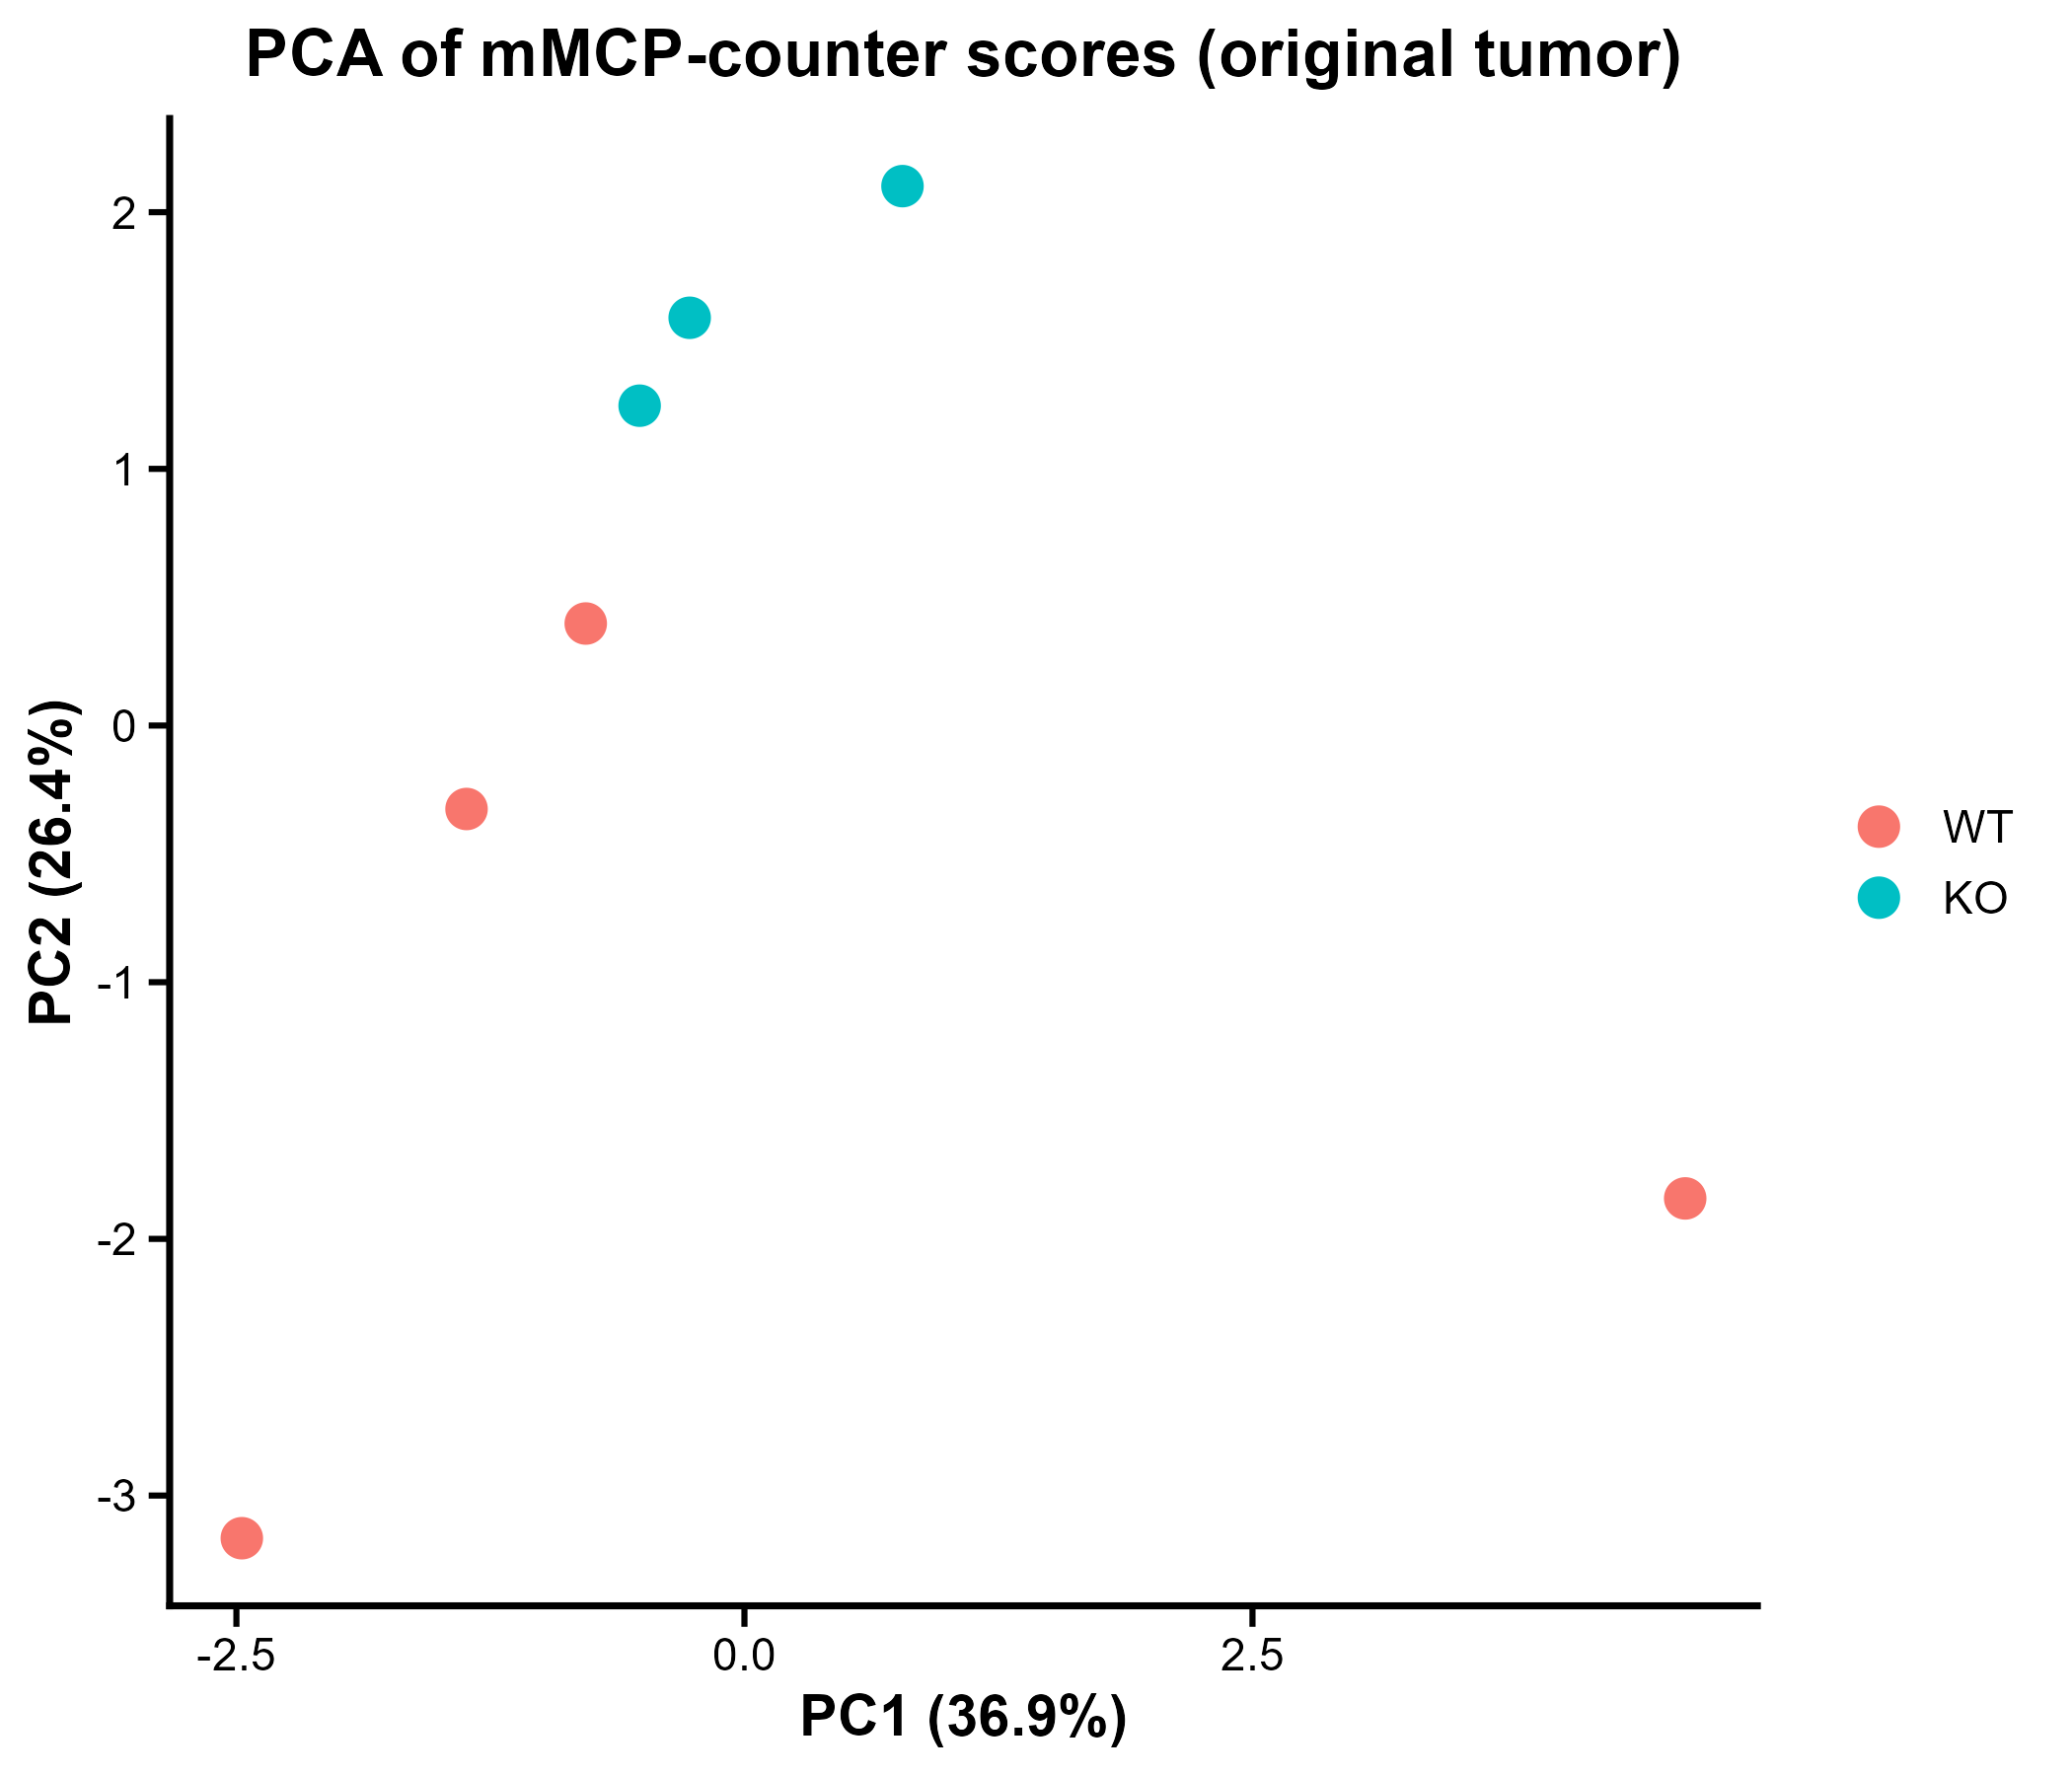 PCA of mMCP-counter scores (original tumor)
PC2 (26.4%)
2
1
0
-1
-2
-3
-2.5
0.0
2.5
PC1 (36.9%)
WT
KO